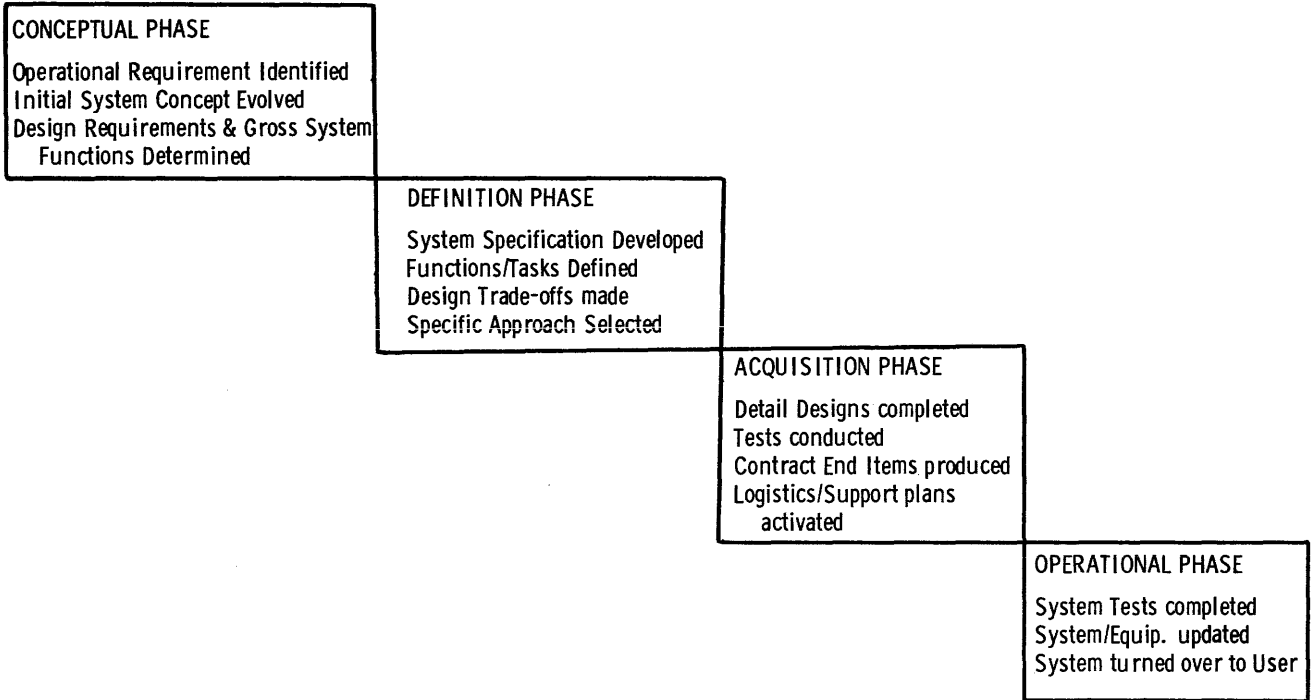 CONCEPTUAL PHASE
Operational Requirement Identified
Initial System Concept Evolved
Design Requirements & Gross System
Functions Determined
DEFINITION PHASE
System Specification Developed
Functions/Tasks Defined
Design Trade-offs made
Specific Approach Selected
ACQUISITION PHASE
Detail Designs completed
Tests conducted
Contract End Items produced
Logistics/Support plans
activated
OPERATIONAL PHASE
System Tests completed
System/Equip. updated
System turned over to User